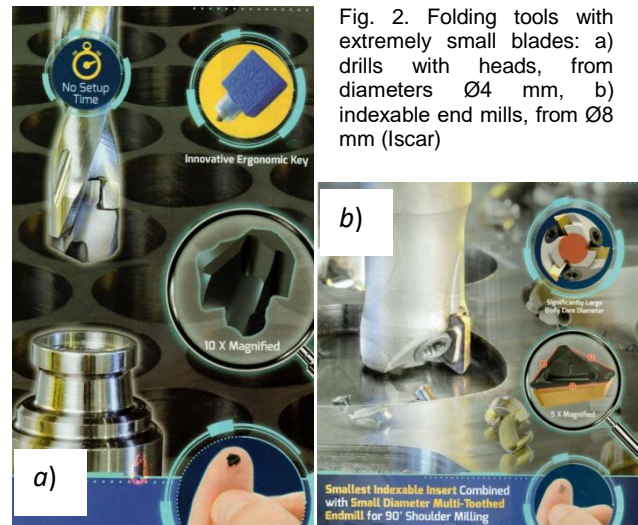 Fig. 2. Folding tools with
extremely small blades: a)
drills with heads, from
diameters Ø4 mm, b)
indexable end mills, from Ø8
mm (Iscar)
No Setup
Time
Innovative Ergonomic Key
10 X Magnified
a)
b)
Significantly Large
Body Core Diameter
5 X Magnified
Smallest Indexable Insert Combined
with Small Diameter Multi-Toothed
Endmill for 90° Shoulder Milling